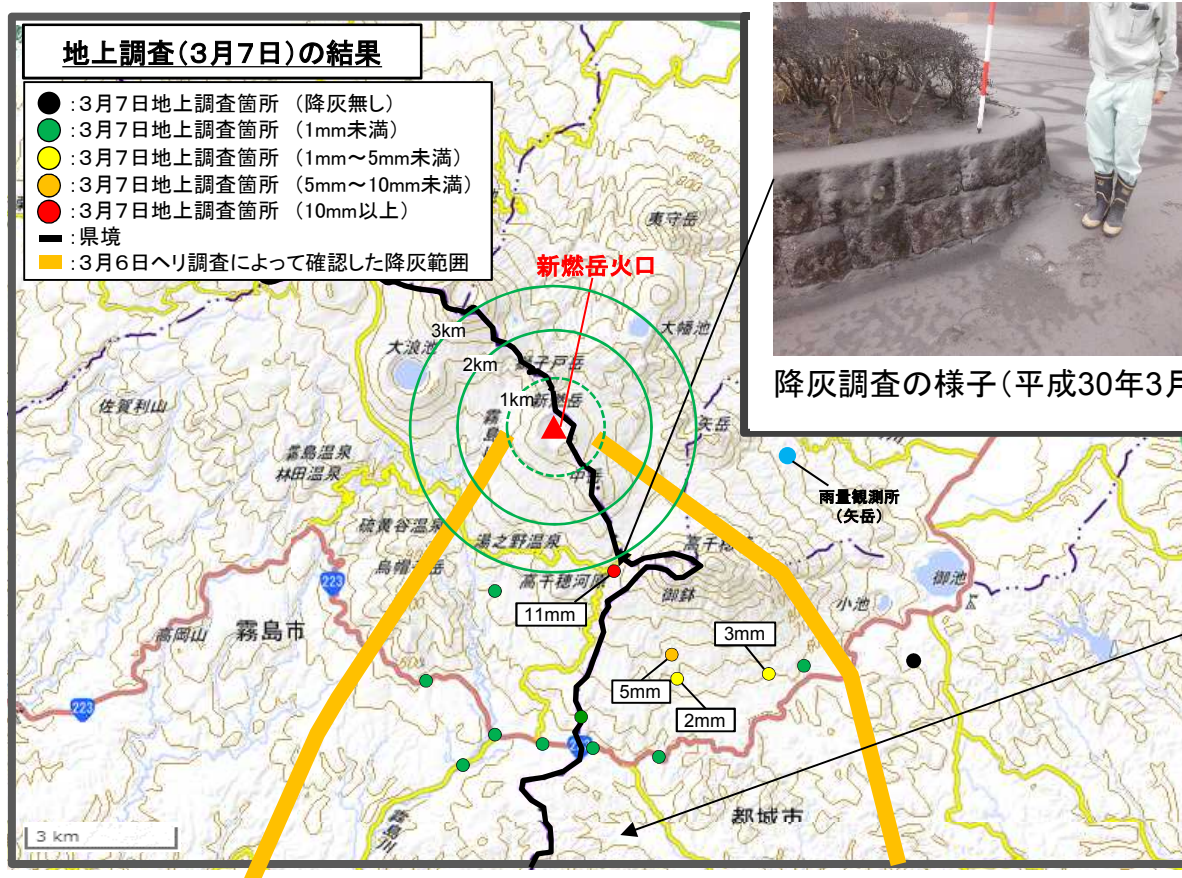 地上調査(3月7日)の結果
:3月7日地上調査箇所 (降灰無し)
:3月7日地上調査箇所 (1mm未満)
:3月7日地上調査箇所 (1mm~5mm未満)
:3月7日地上調査箇所 (5mm~10mm未満)
:3月7日地上調査箇所 (10mm以上)
:県境
:3月6日ヘリ調査によって確認した降灰範囲
降灰調査の様子(平成30年3月
夷守岳
新燃岳火口
3km
大幡池
大浪池
2km
1km
新燃岳
佐賀利山
矢岳
霧島温泉
林田温泉
中岳
雨量観測所
(矢岳)
硫黄谷温泉
湯之野温泉
223
高千穂河原
御鉢
御池
小池
11mm
高岡山
霧島市
3mm
5mm
2mm
223
都城市
霧島川
3 km